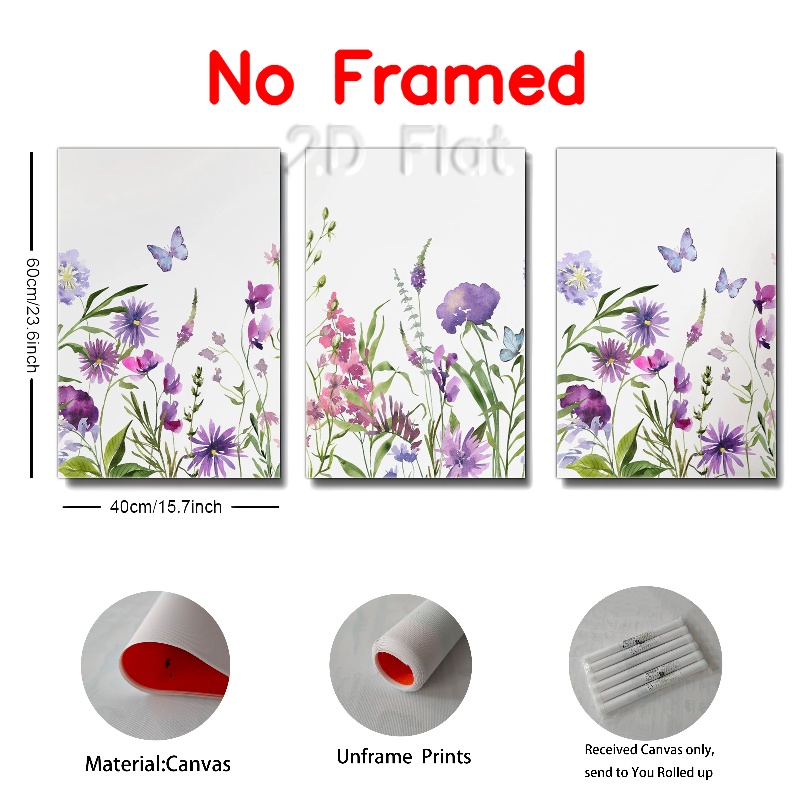 No Framed
2D Flat
60cm/23.6inch
40cm/15.7inch
Material:Canvas
Unframe Prints
Received Canvas only,
send to You Rolled up